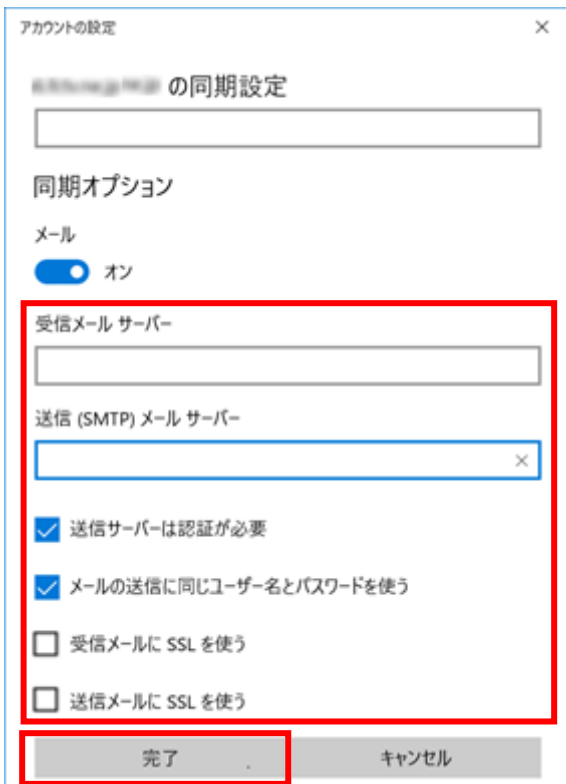 アカウントの設定
の同期設定
同期オプション
メール
オン
受信メール サーバー
送信 (SMTP) メール サーバー
送信サーバーは認証が必要
メールの送信に同じユーザー名とパスワードを使う
受信メールに SSL を使う
送信メールに SSL を使う
完了
キャンセル